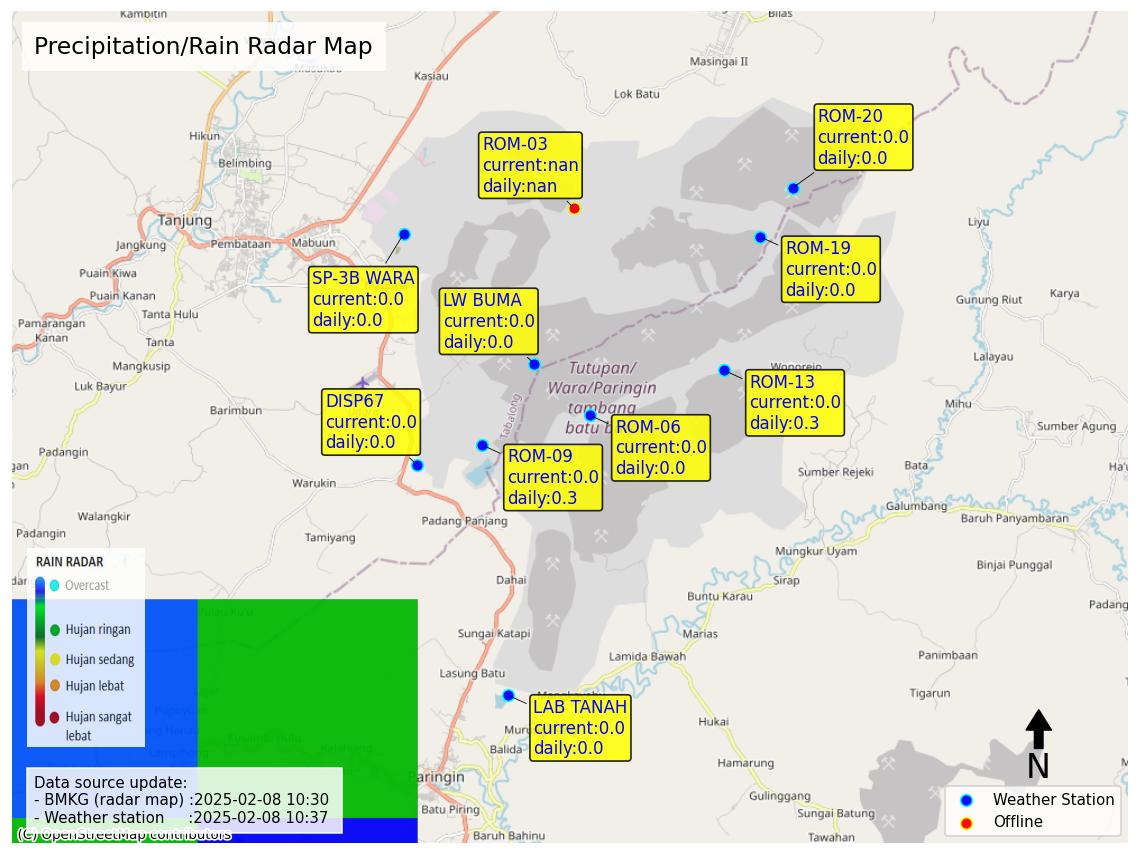 Kambitin
Bilas
Precipitation/Rain Radar Map
Masukau
Masingai II
Kasiau
Lok Batu
ROM-20
current:0.0
daily:0.0
Hikun
ROM-03
current:nan
daily:nan
Belimbing
Tanjung
Liyu
Jangkung
Pembataan
Mabuun
ROM-19
current:0.0
daily:0.0
Puain Kiwa
SP-3B WARA
current:0.0
daily:0.0
Puain Kanan
LW BUMA
current:0.0
daily:0.0
Karya
Gunung Riut
Tanta Hulu
Pamarangan
Kanan
Tanta
Lalayau
Mangkusip
Tutupan/
Wara/Paringin
tambang
batu b
Wonorejo
Luk Bayur
ROM-13
current:0.0
daily:0.3
DISP67
current:0.0
daily:0.0
Barimbun
Tabalong
Mihu
ROM-06
current:0.0
daily:0.0
Sumber Agung
Padangin
ROM-09
current:0.0
daily:0.3
gan
Bata
Ha'u
Sumber Rejeki
Warukin
Galumbang
Walangkir
Padang Panjang
Baruh Panyambaran
Padangin
Tamiyang
Mungkur Uyam
RAIN RADAR
Binjai Punggal
Dahai
Sirap
Overcast
Buntu Karau
Padang
Hujan ringan
Sungai Katapi
Marias
Hujan sedang
Lamida Bawah
Panimbaan
Lasung Batu
Hujan lebat
Tigarun
LAB TANAH
current:0.0
daily:0.0
Hujan sangat
lebat
Hukai
Muru
Balida
Hamarung
N
Paringin
Data source update:
- BMKG (radar map) :2025-02-08 10:30
- Weather station :2025-02-08 10:37
Gulinggang
Weather Station
Offline
Batu Piring
Sungai Batung
(C) OpenStreetMap contributors
Baruh Bahinu
Tawahan